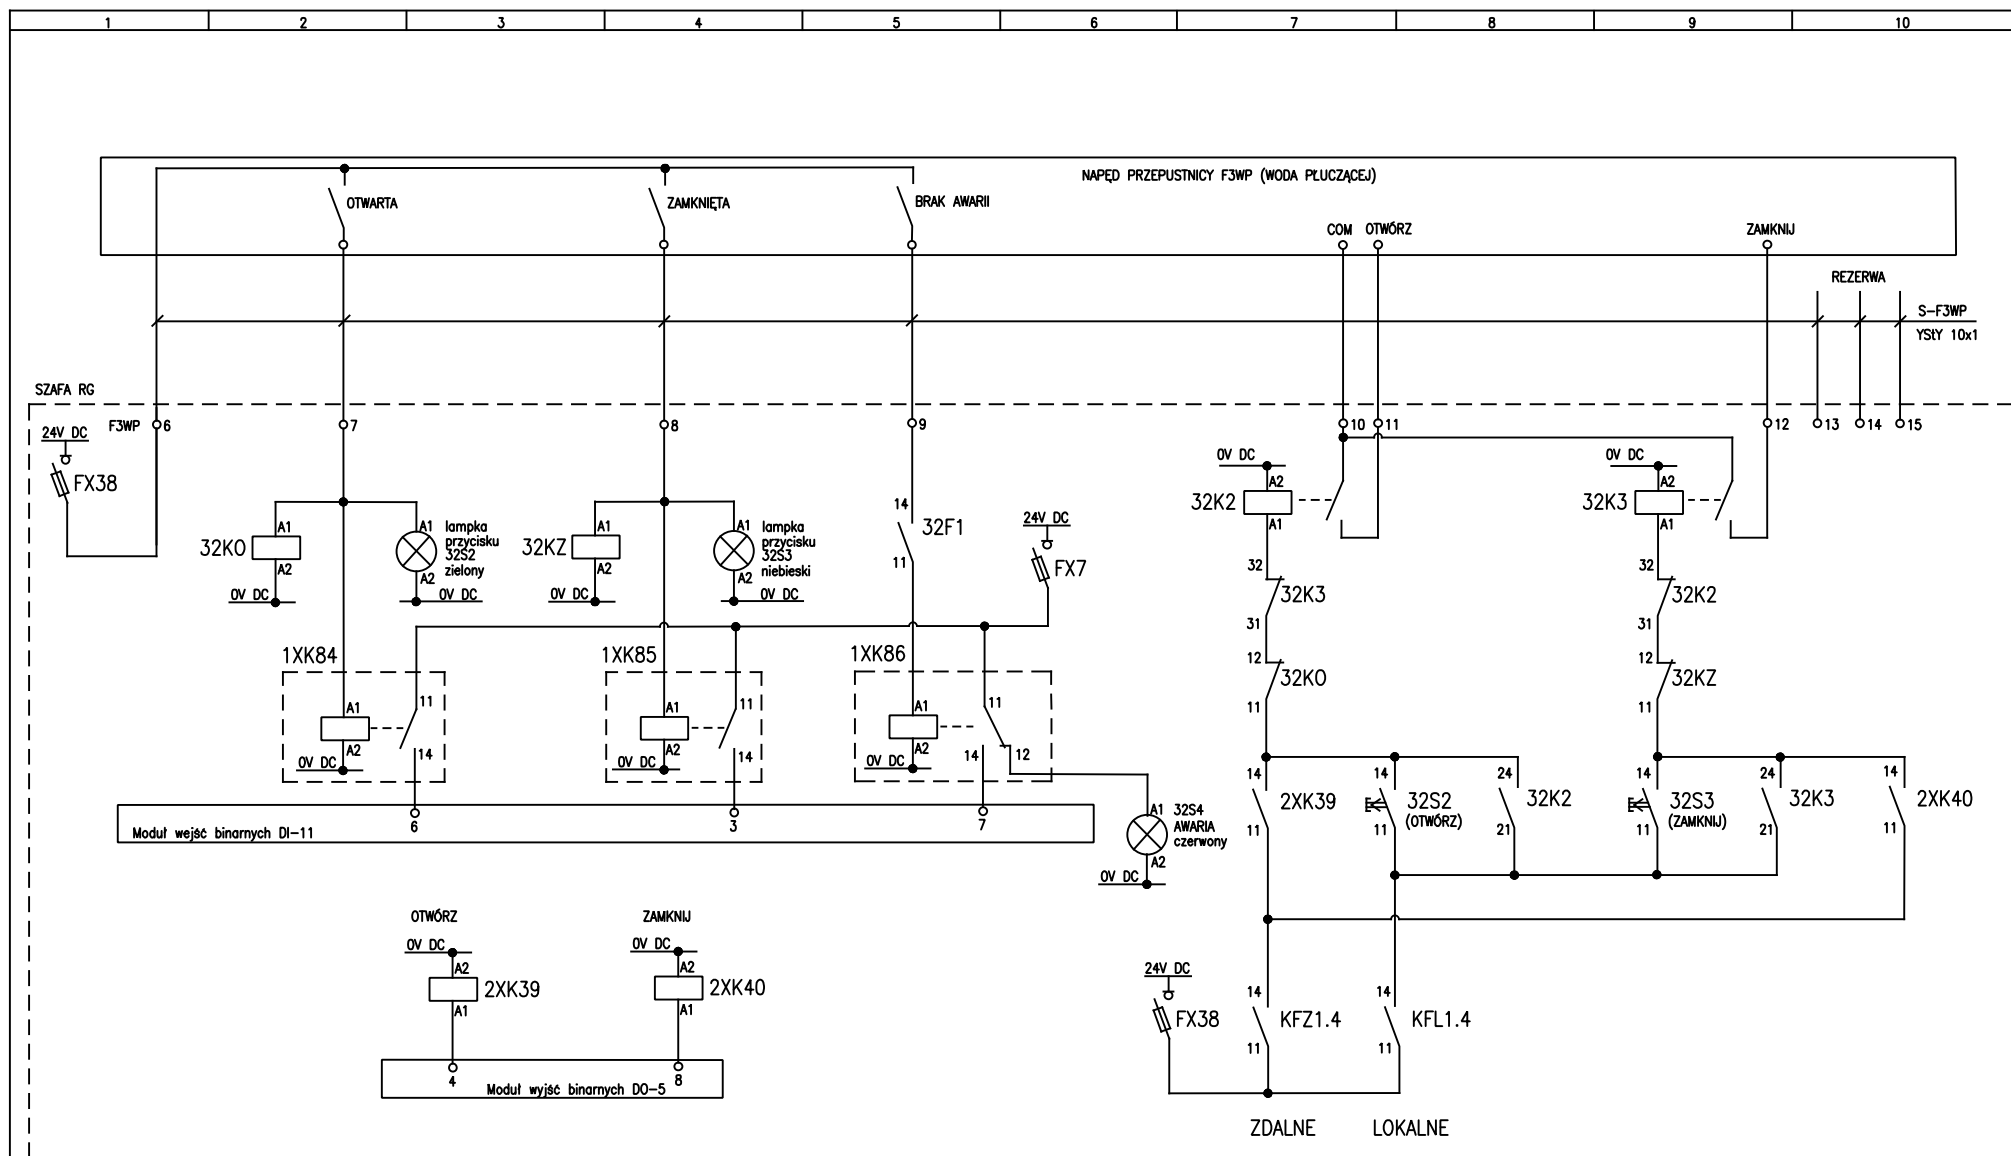 1 2 3 4 5 6 7 8 9 10
NAPĘD PRZEPUSTNICY F3WP (WODA PŁUCZĄCEJ)
OTWARTA
ZAMKNIĘTA
BRAK AWARII
COM OTWÓRZ
ZAMKNIJ
REZERWA
S-F3WP
YStY 10x1
SZAFA RG
F3WP 6
7
8
9
10 11
12 13 14 15
24V DC
FX38
A1
32KO
A2
0V DC
A1
A2
0V DC
lampka
przycisku
32S2
zielony
A1
32KZ
A2
0V DC
A1
A2
0V DC
lampka
przycisku
32S3
niebieski
14
32F1
11
24V DC
FX7
0V DC
A2
32K2
A1
32
32K3
31
12
32KO
11
0V DC
A2
32K3
A1
32
32K2
31
12
32KZ
11
1XK84
A1
A2
0V DC
11
14
1XK85
A1
A2
0V DC
11
14
1XK86
A1
A2
0V DC
11
14
12
Moduł wejść binarnych DI-11
6
3
7
A1
32S4
AWARIA
czerwony
A2
0V DC
14
2XK39
11
14
32S2
(OTWÓRZ)
11
24
32K2
21
14
32S3
(ZAMKNIJ)
11
24
32K3
21
14
2XK40
11
OTWÓRZ
0V DC
A2
2XK39
A1
4
ZAMKNIJ
0V DC
A2
2XK40
A1
8
Moduł wyjść binarnych DO-5
24V DC
FX38
14
KFZ1.4
11
14
KFL1.4
11
ZDALNE
LOKALNE